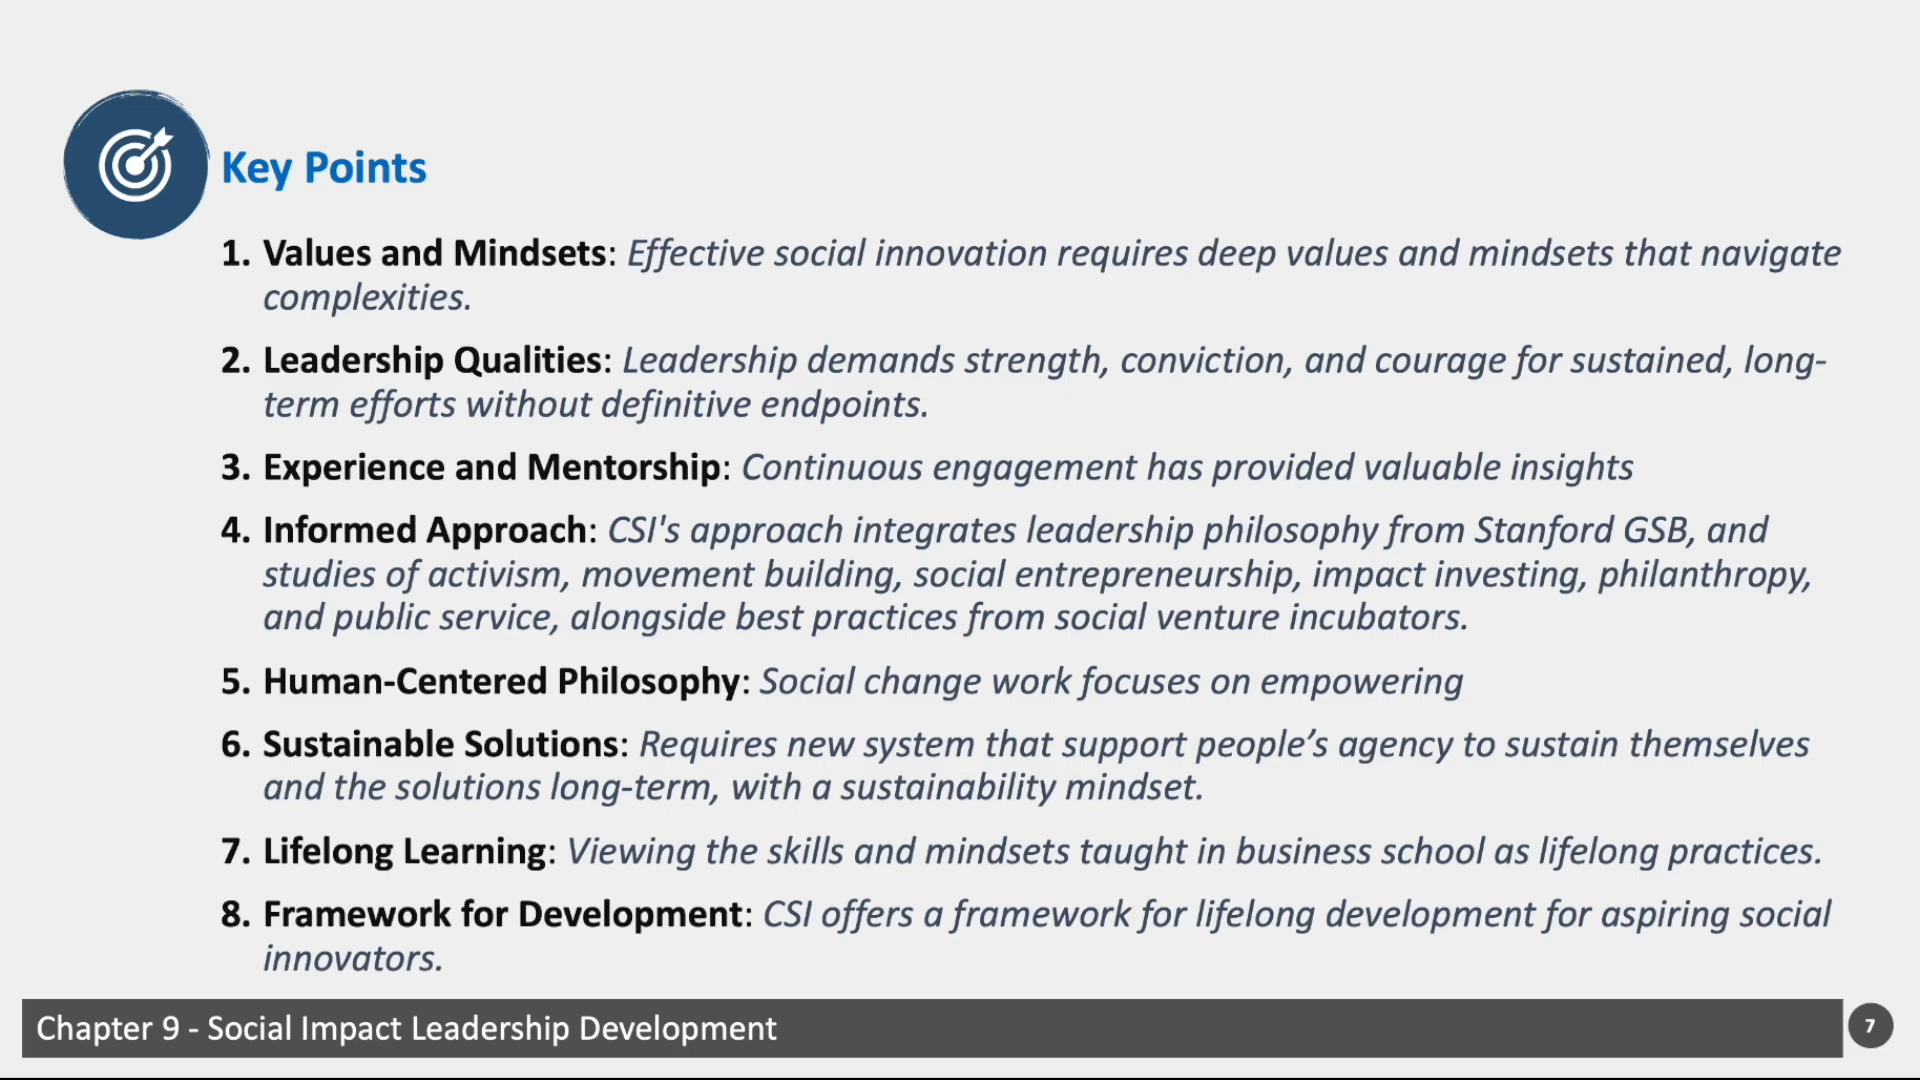 Key Points
1. Values and Mindsets: Effective social innovation requires deep values and mindsets that navigate
complexities.
2. Leadership Qualities: Leadership demands strength, conviction, and courage for sustained, long-
term efforts without definitive endpoints.
3. Experience and Mentorship: Continuous engagement has provided valuable insights
4. Informed Approach: CSI's approach integrates leadership philosophy from Stanford GSB, and
studies of activism, movement building, social entrepreneurship, impact investing, philanthropy,
and public service, alongside best practices from social venture incubators.
5. Human-Centered Philosophy: Social change work focuses on empowering
6. Sustainable Solutions: Requires new system that support people’s agency to sustain themselves
and the solutions long-term, with a sustainability mindset.
7. Lifelong Learning: Viewing the skills and mindsets taught in business school as lifelong practices.
8. Framework for Development: CSI offers a framework for lifelong development for aspiring social
innovators.
Chapter 9 - Social Impact Leadership Development
7